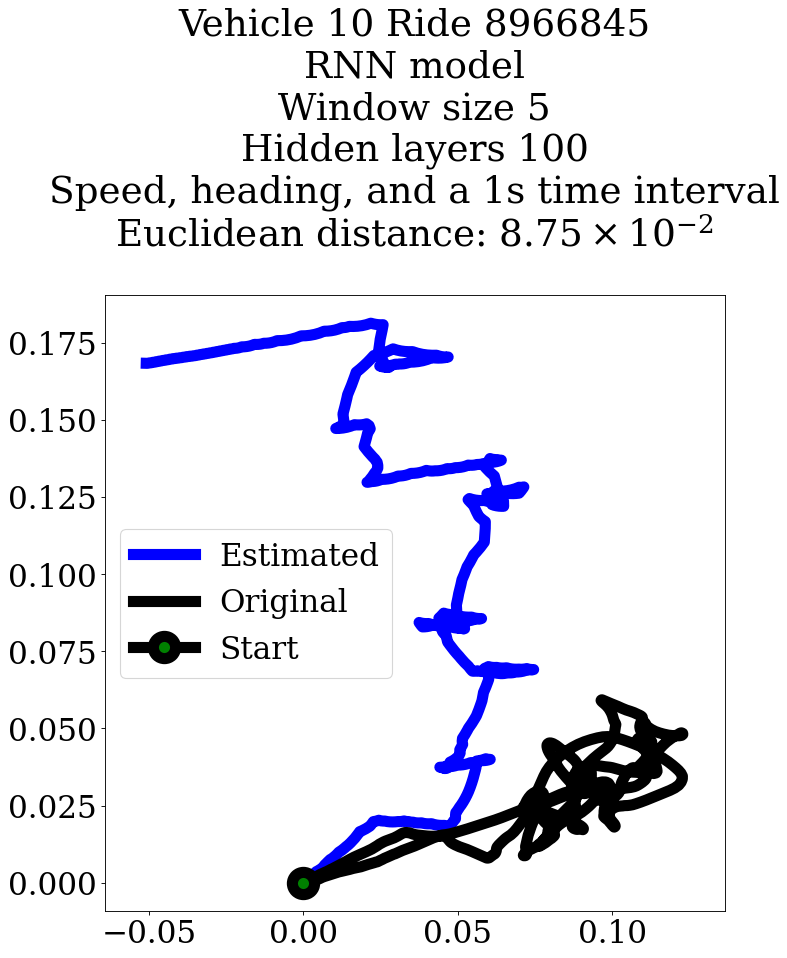 Vehicle 10 Ride 8966845
RNN model
Window size 5
Hidden layers 100
Speed, heading, and a 1s time interval
Euclidean distance: 8.75 × 10⁻²
0.175
0.150
0.125
0.100
0.075
0.050
0.025
0.000
Estimated
Original
Start
−0.05 0.00 0.05 0.10